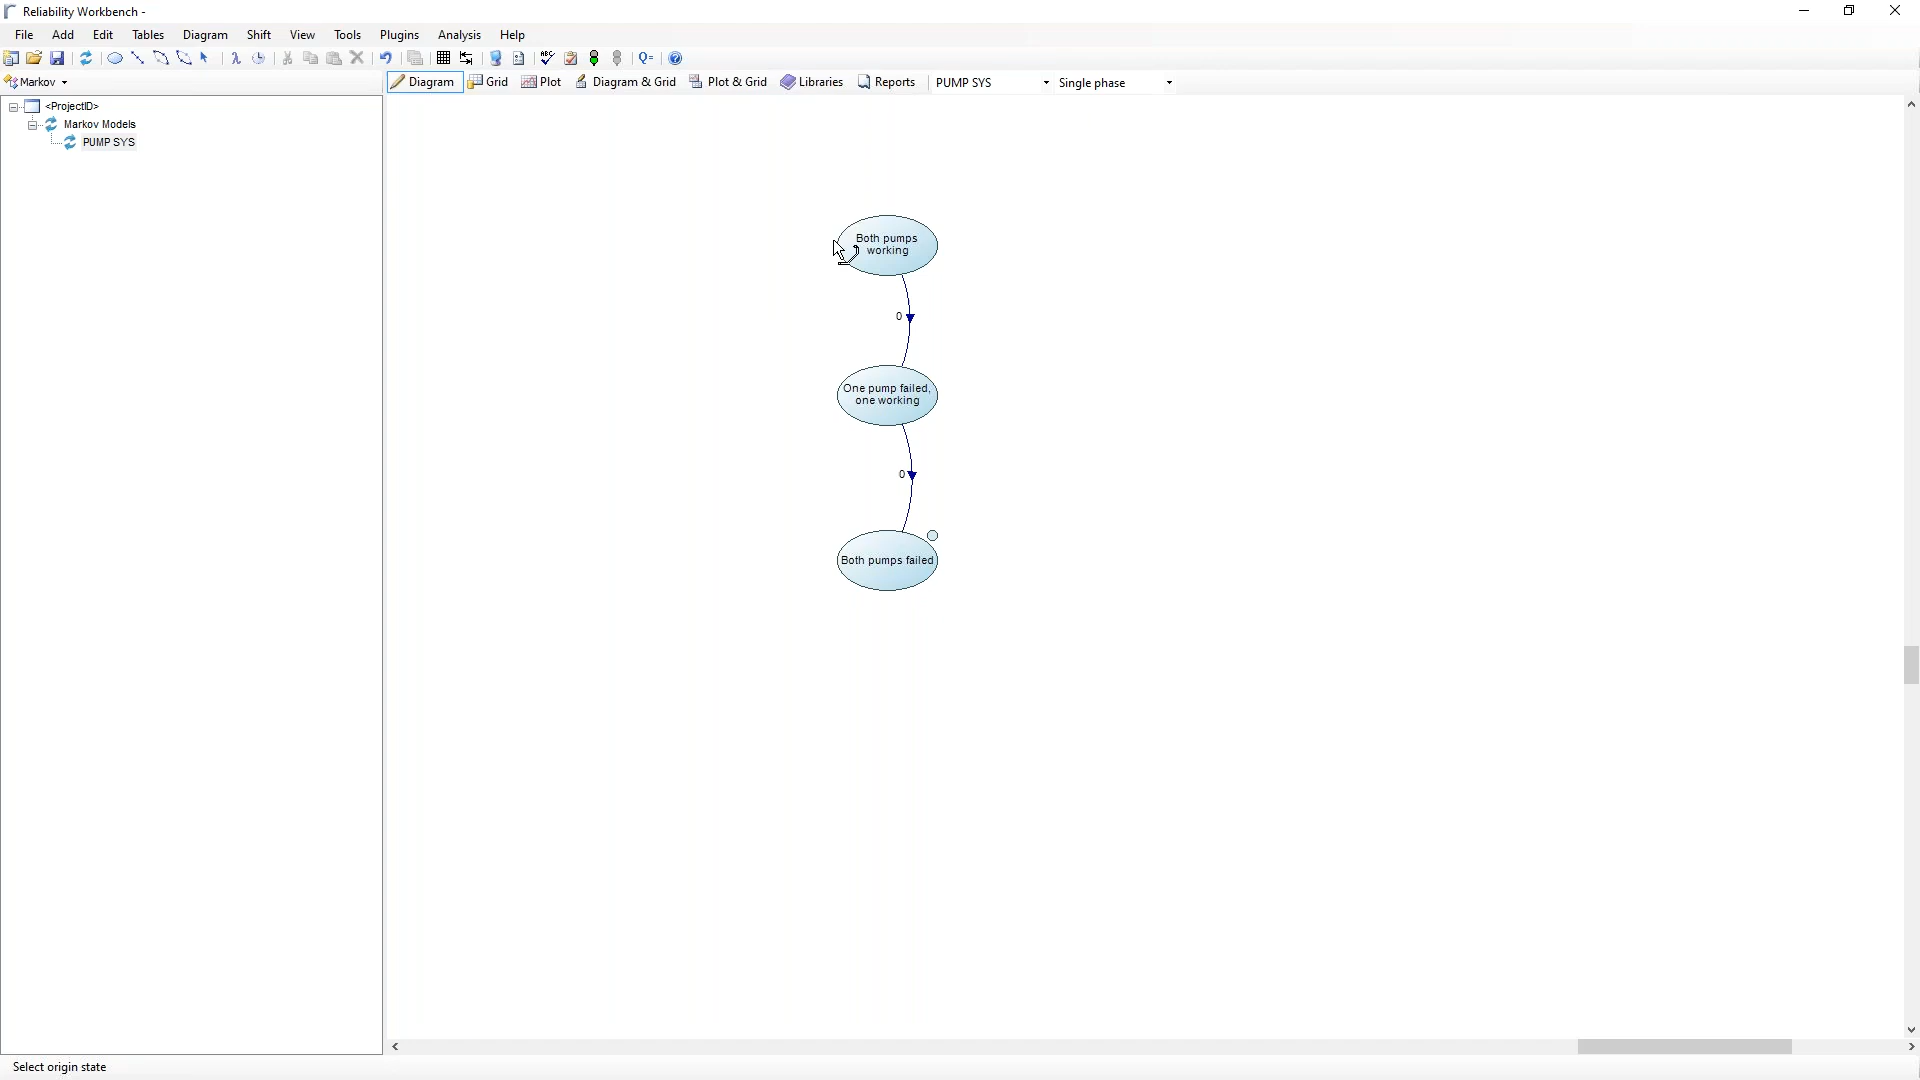 Reliability Workbench -
File Add Edit Tables Diagram Shift View Tools Plugins Analysis Help
ABC λ Q=
Markov
Diagram Grid Plot Diagram & Grid Plot & Grid Libraries Reports PUMP SYS Single phase
<ProjectID>
Markov Models
PUMP SYS
Both pumps
working
0
One pump failed,
one working
0
Both pumps failed
Select origin state